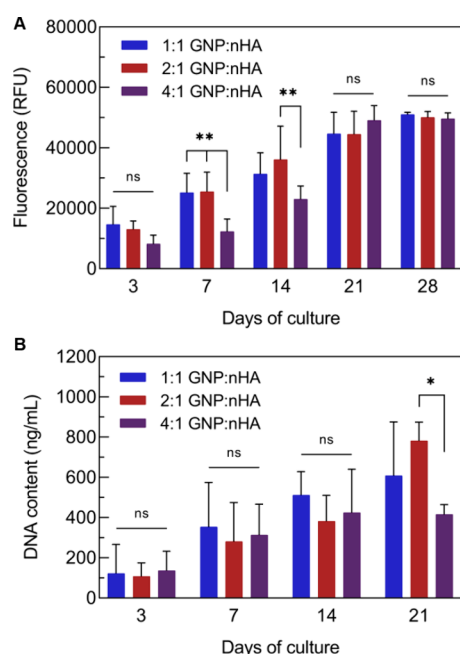 A
80000
60000
40000
20000
0
Fluorescence (RFU)
1:1 GNP:nHA
2:1 GNP:nHA
4:1 GNP:nHA
ns
**
**
ns
ns
3 7 14 21 28
Days of culture
B
1200
1000
800
600
400
200
0
DNA content (ng/mL)
1:1 GNP:nHA
2:1 GNP:nHA
4:1 GNP:nHA
ns
ns
ns
*
3 7 14 21
Days of culture